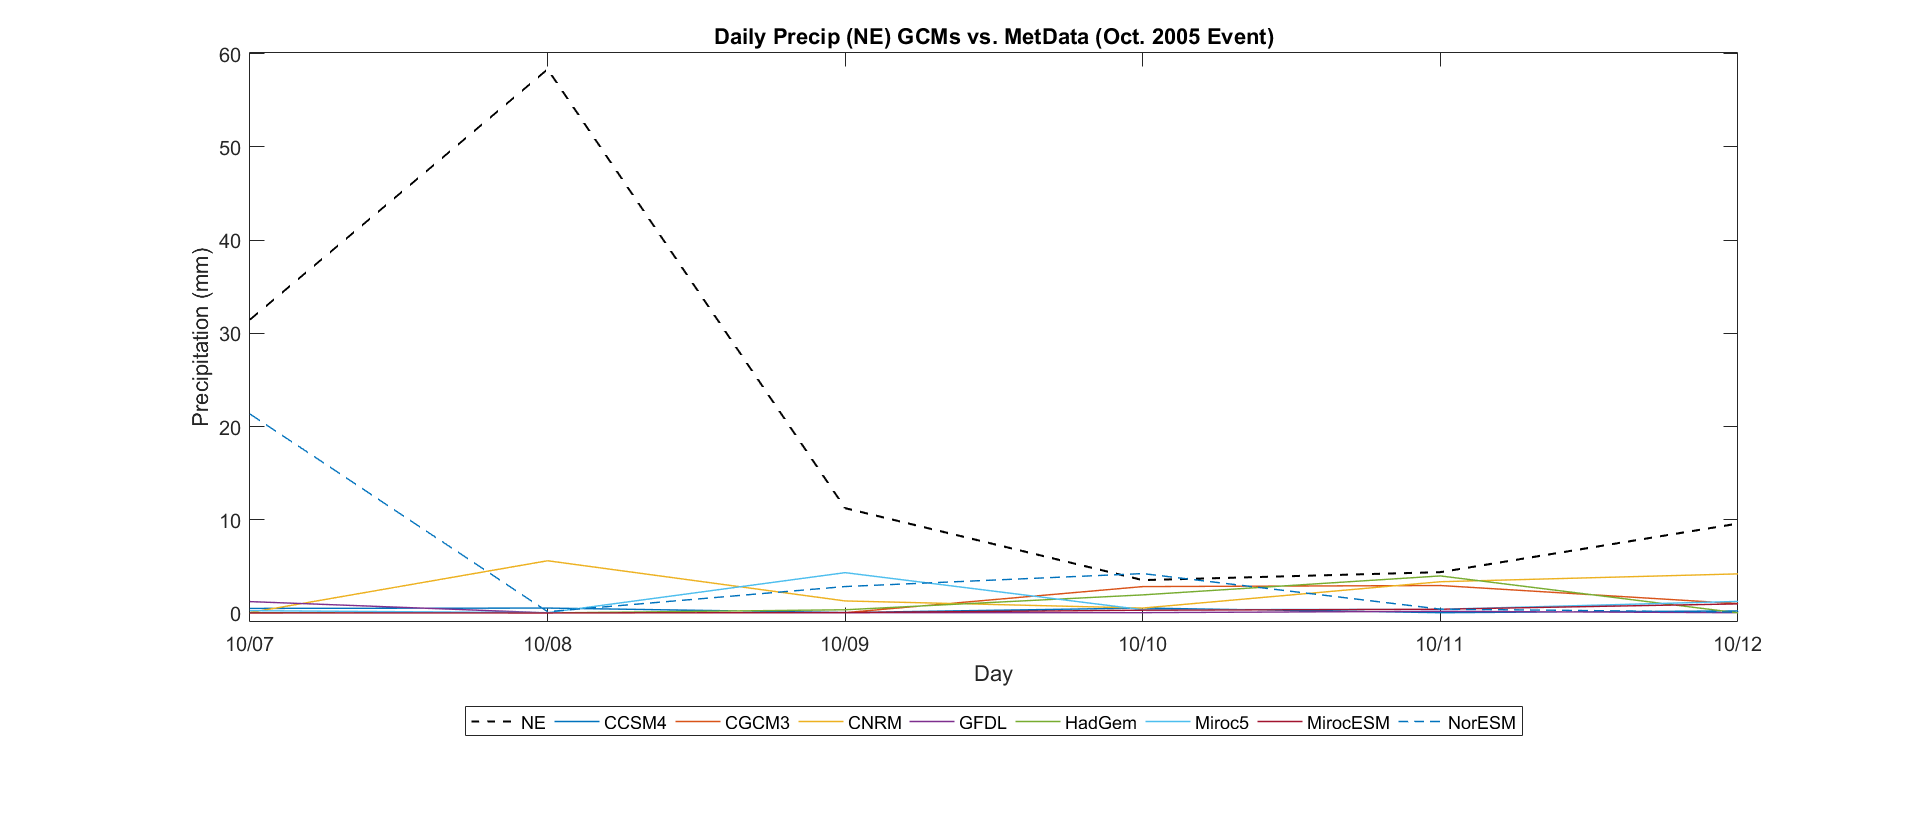 Daily Precip (NE) GCMs vs. MetData (Oct. 2005 Event)
60
50
40
30
20
10
0
Precipitation (mm)
10/07 10/08 10/09 10/10 10/11 10/12
Day
NE CCSM4 CGCM3 CNRM GFDL HadGem Miroc5 MirocESM NorESM